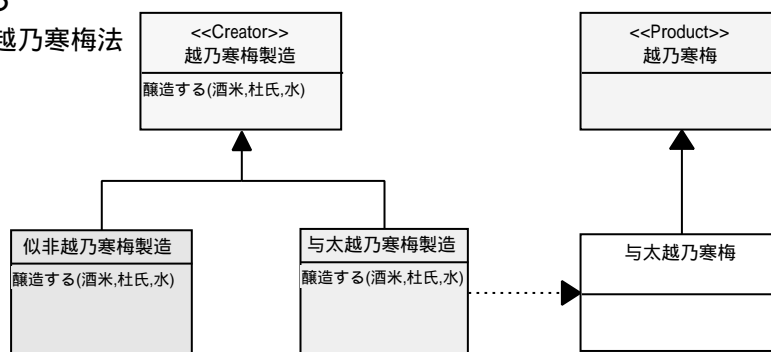 越乃寒梅法
<<Creator>>
越乃寒梅製造
醸造する(酒米,杜氏,水)
<<Product>>
越乃寒梅
似非越乃寒梅製造
醸造する(酒米,杜氏,水)
与太越乃寒梅製造
醸造する(酒米,杜氏,水)
与太越乃寒梅